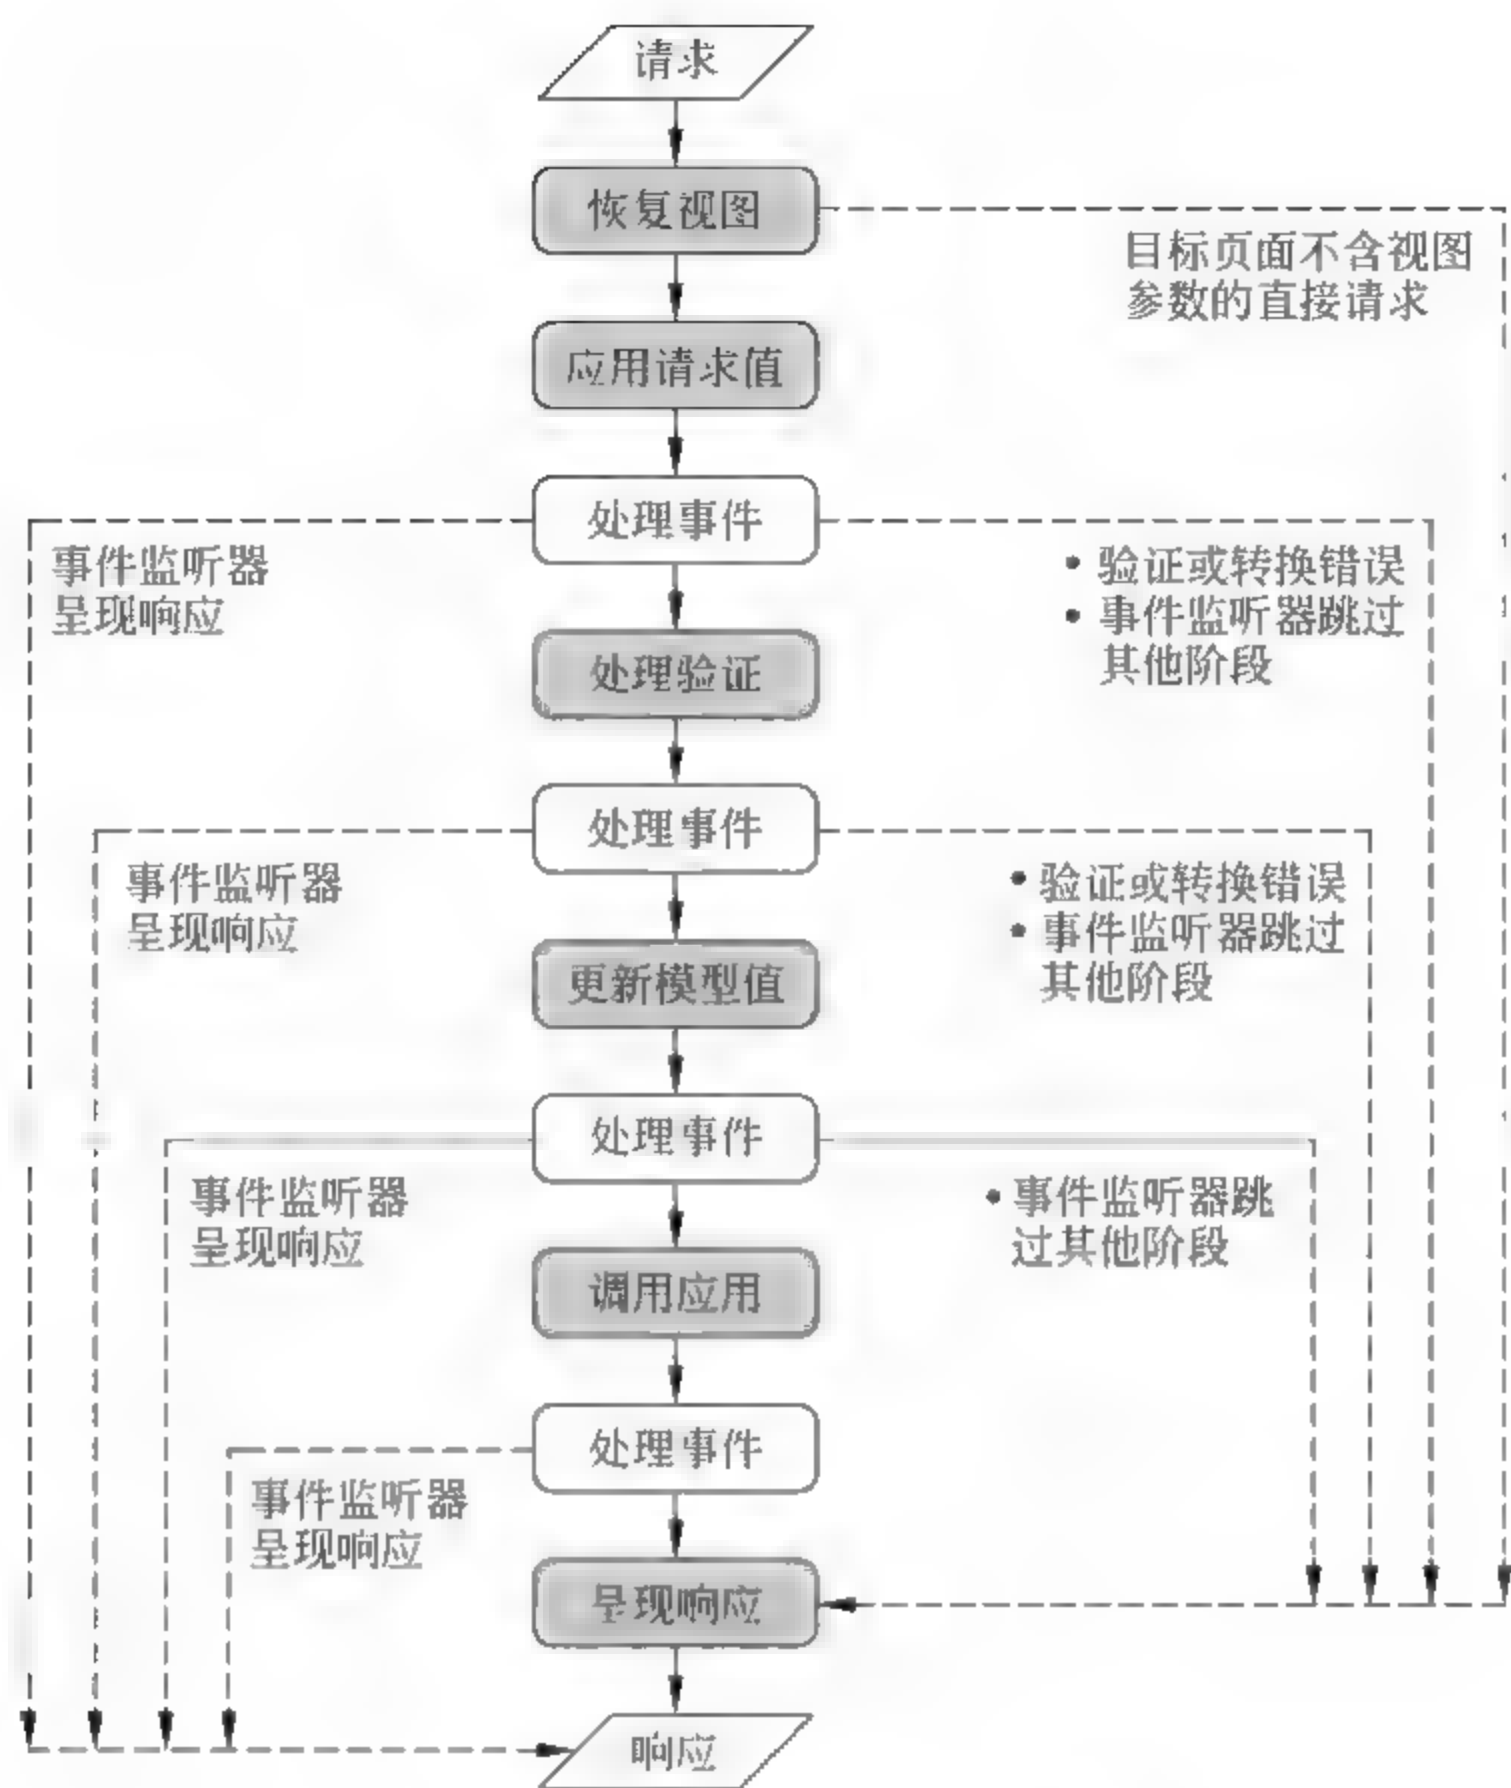 请求
恢复视图
目标页面不含视图
参数的直接请求
应用请求值
处理事件
事件监听器
呈现响应
• 验证或转换错误
• 事件监听器跳过
其他阶段
处理验证
处理事件
事件监听器
呈现响应
• 验证或转换错误
• 事件监听器跳过
其他阶段
更新模型值
处理事件
事件监听器
呈现响应
• 事件监听器跳
过其他阶段
调用应用
处理事件
事件监听器
呈现响应
呈现响应
响应